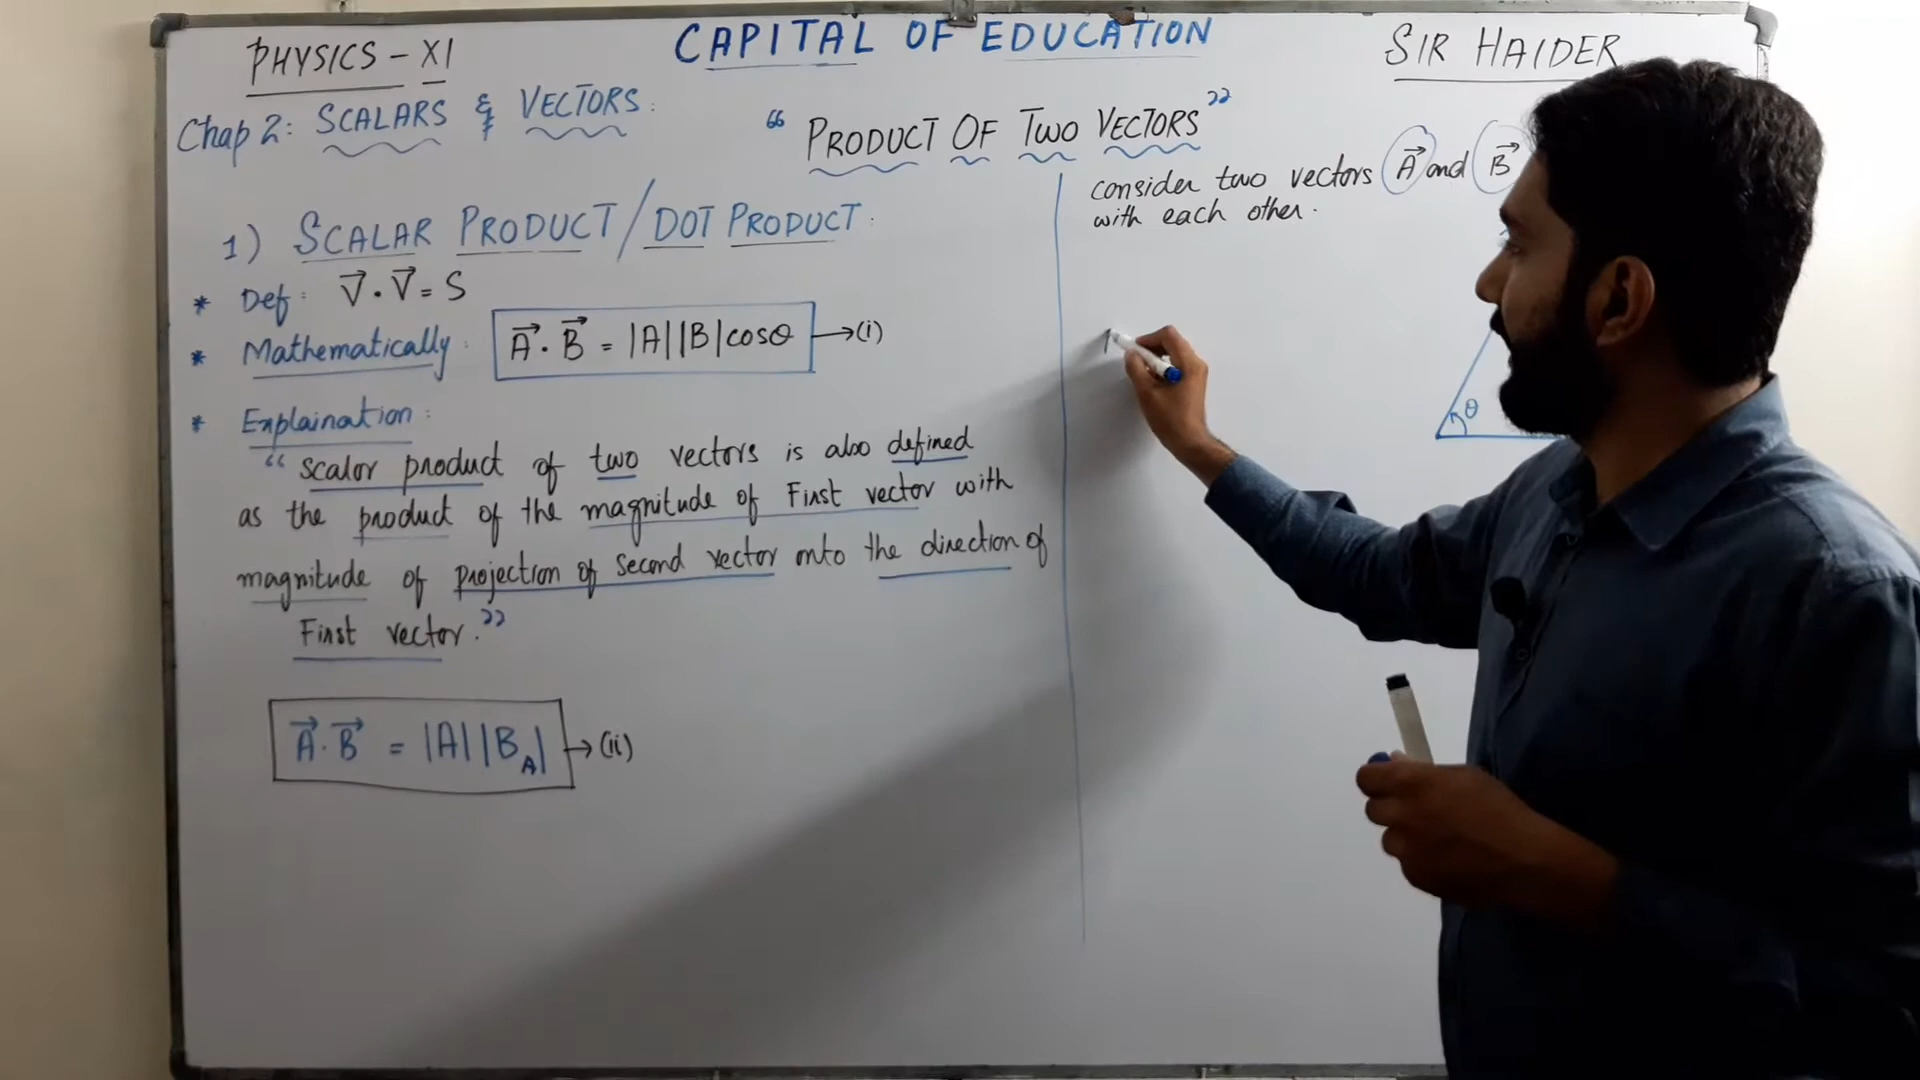 PHYSICS - XI
CAPITAL OF EDUCATION
SIR HAIDER
Chap 2: SCALARS & VECTORS:
“ PRODUCT OF TWO VECTORS ”
1) SCALAR PRODUCT / DOT PRODUCT:
* Def: V⃗ . V⃗ = S
* Mathematically: A⃗ . B⃗ = |A| |B| cosθ → (i)
* Explaination:
“ scalar product of two vectors is also defined
as the product of the magnitude of First vector with
magnitude of projection of second vector onto the direction of
First vector. ”
A⃗ . B⃗ = |A| |B_A| → (ii)
consider two vectors A⃗ and B⃗
with each other.
θ